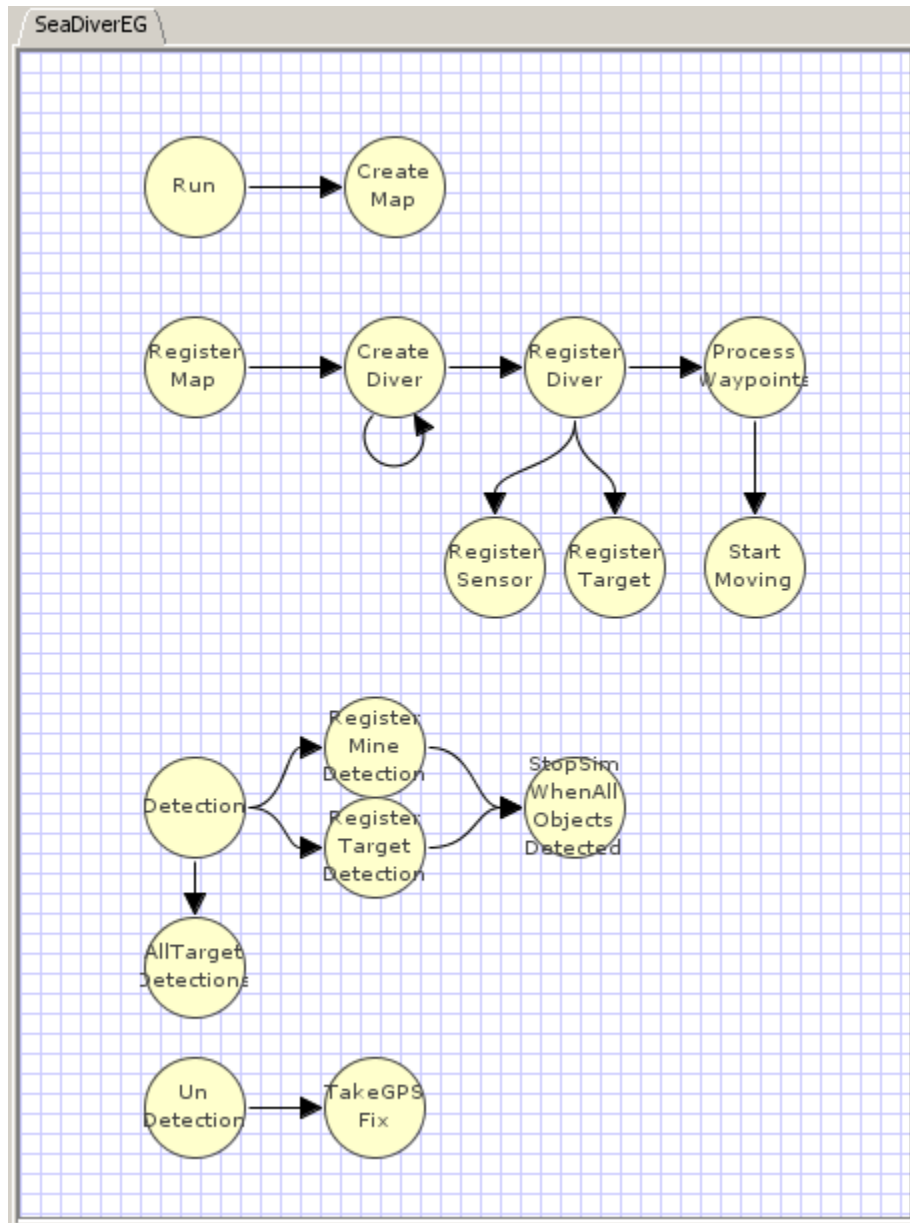 SeaDiverEG
Run
Create
Map
Register
Map
Create
Diver
Register
Diver
Process
Waypoints
Register
Sensor
Register
Target
Start
Moving
Detection
Register
Mine
Detection
Register
Target
Detection
StopSim
WhenAll
Objects
Detected
AllTarget
Detections
Un
Detection
TakeGPS
Fix